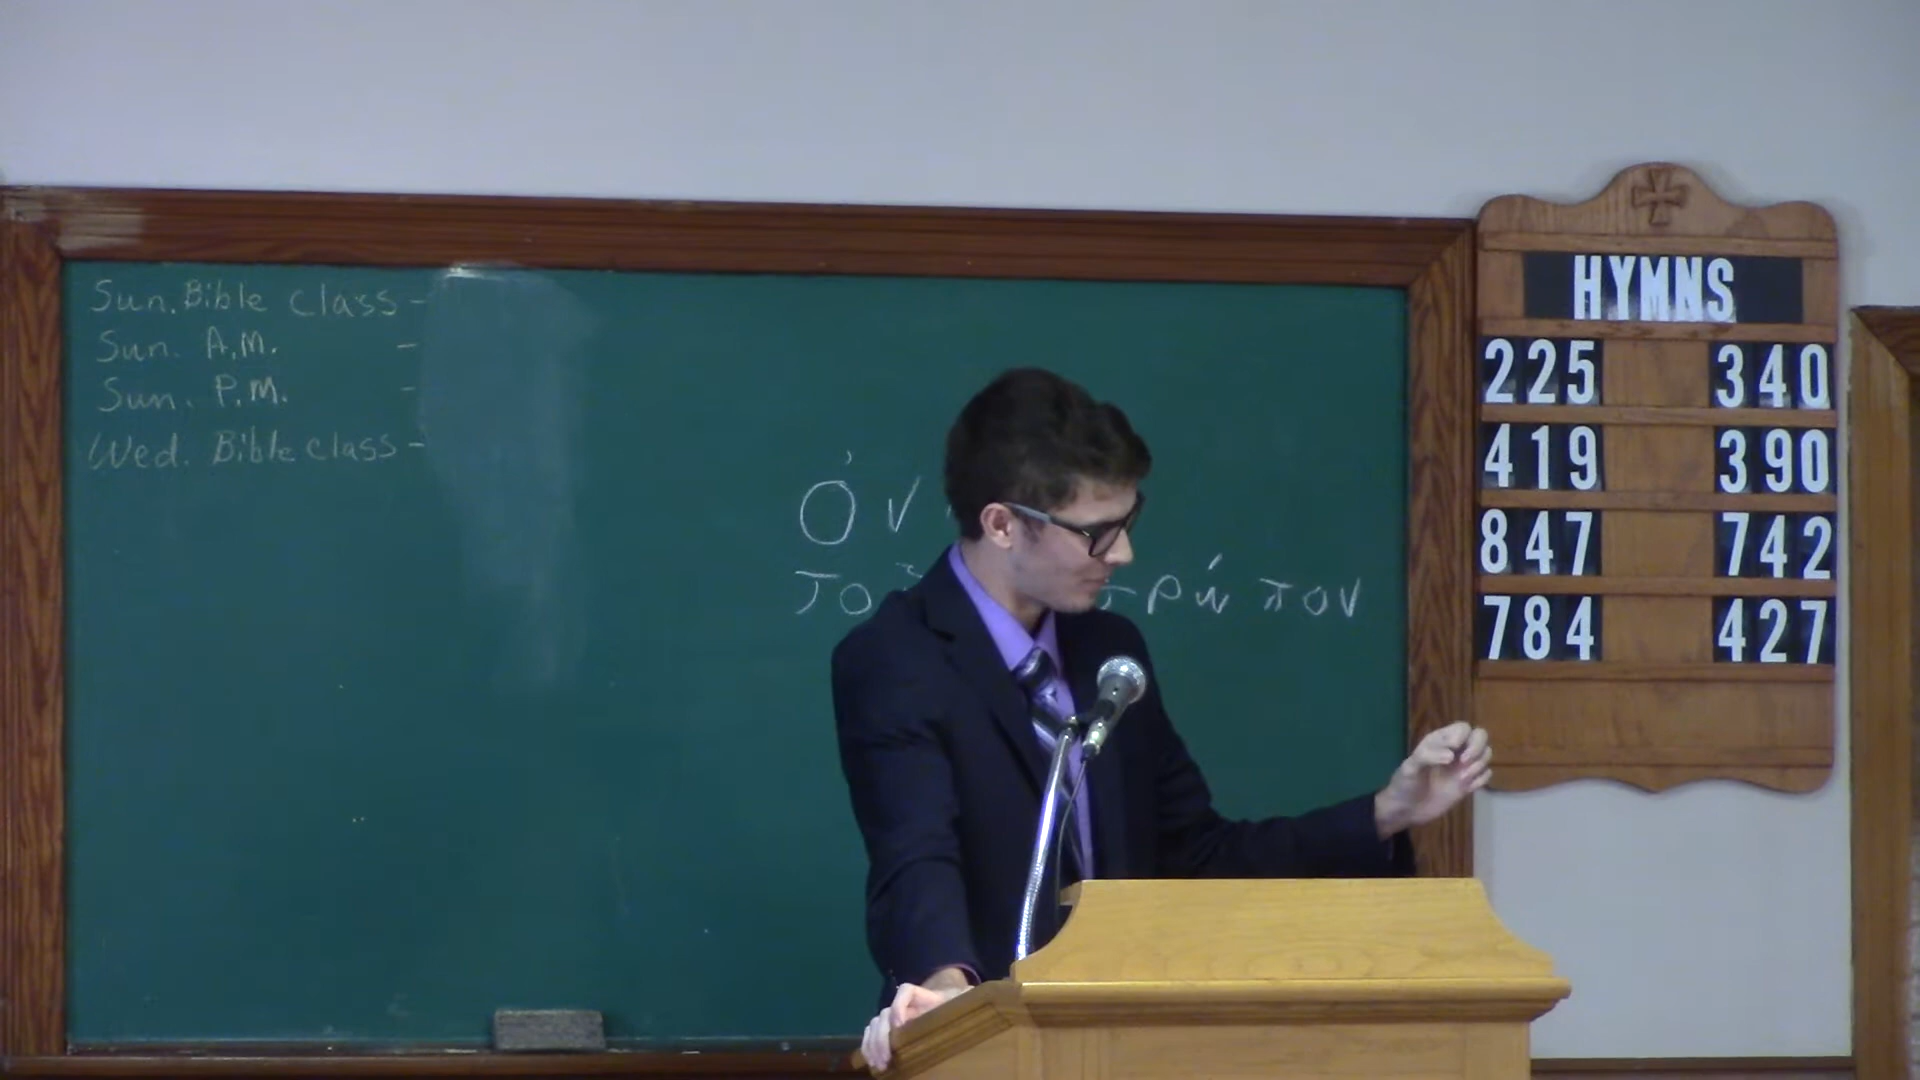 Sun. Bible Class -
Sun. A.M. -
Sun. P.M. -
Wed. Bible class -
HYMNS
225 340
419 390
847 742
784 427